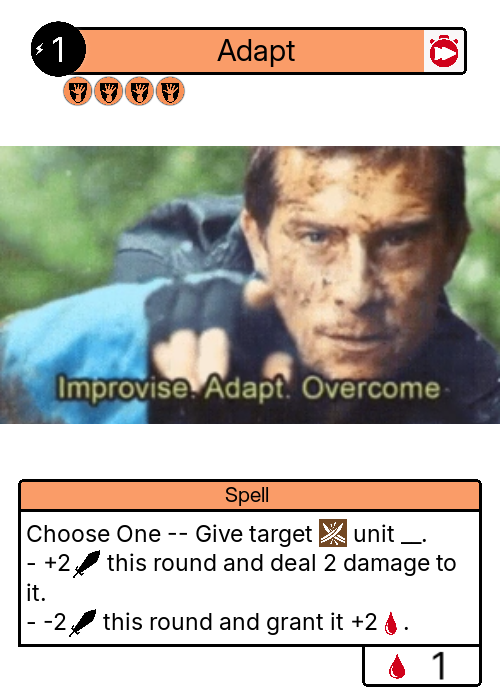 1 Adapt
Improvise. Adapt. Overcome
Spell
Choose One -- Give target unit __.
- +2 this round and deal 2 damage to
it.
- -2 this round and grant it +2 .
1